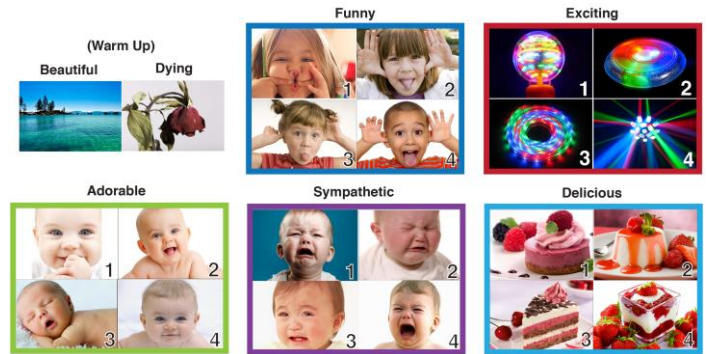 (Warm Up)
Beautiful Dying
Funny
1 2
3 4
Exciting
1 2
3 4
Adorable
1 2
3 4
Sympathetic
1 2
3 4
Delicious
1 2
3 4